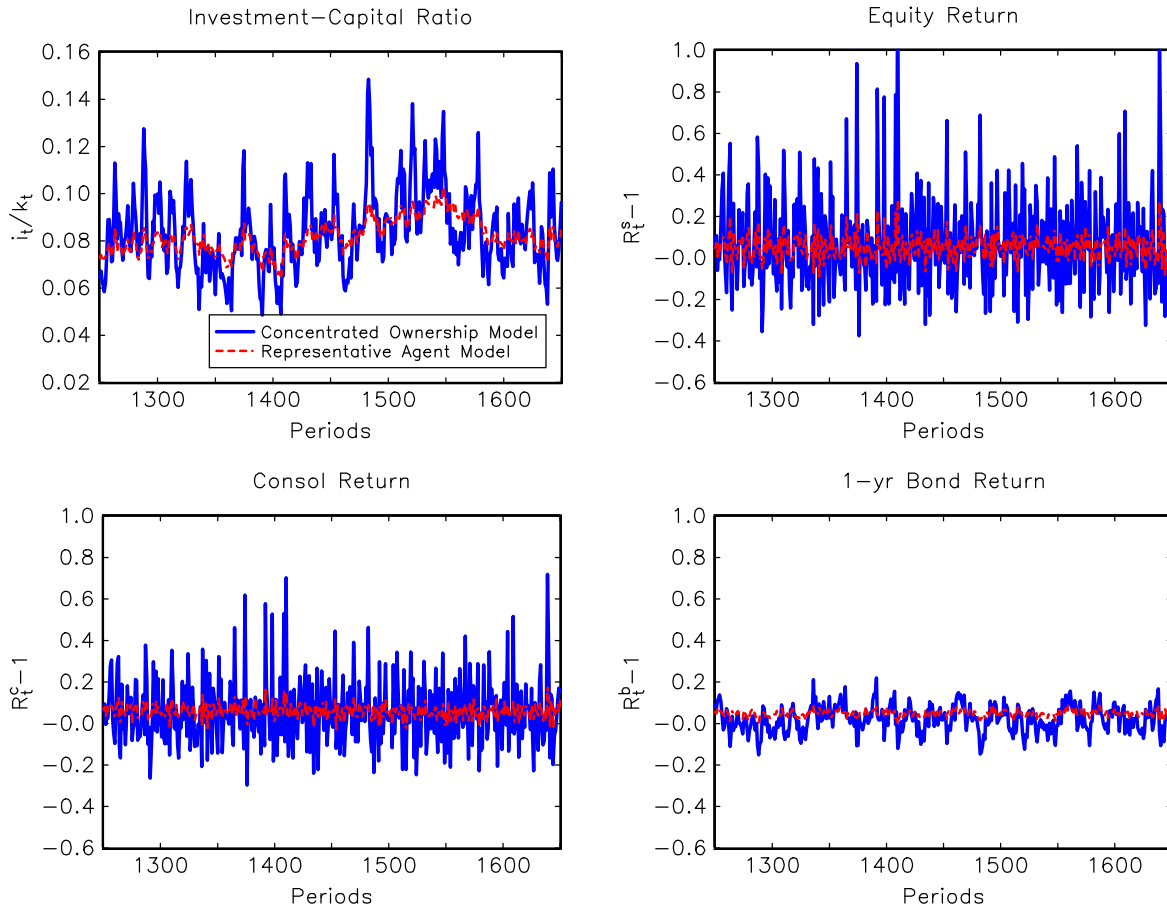 Investment−Capital Ratio
i_t/k_t
0.16
0.14
0.12
0.10
0.08
0.06
0.04
0.02
Concentrated Ownership Model
Representative Agent Model
1300 1400 1500 1600
Periods
Equity Return
R_t^s−1
1.0
0.8
0.6
0.4
0.2
−0.0
−0.2
−0.4
−0.6
1300 1400 1500 1600
Periods
Consol Return
R_t^c−1
1.0
0.8
0.6
0.4
0.2
−0.0
−0.2
−0.4
−0.6
1300 1400 1500 1600
Periods
1−yr Bond Return
R_t^b−1
1.0
0.8
0.6
0.4
0.2
−0.0
−0.2
−0.4
−0.6
1300 1400 1500 1600
Periods